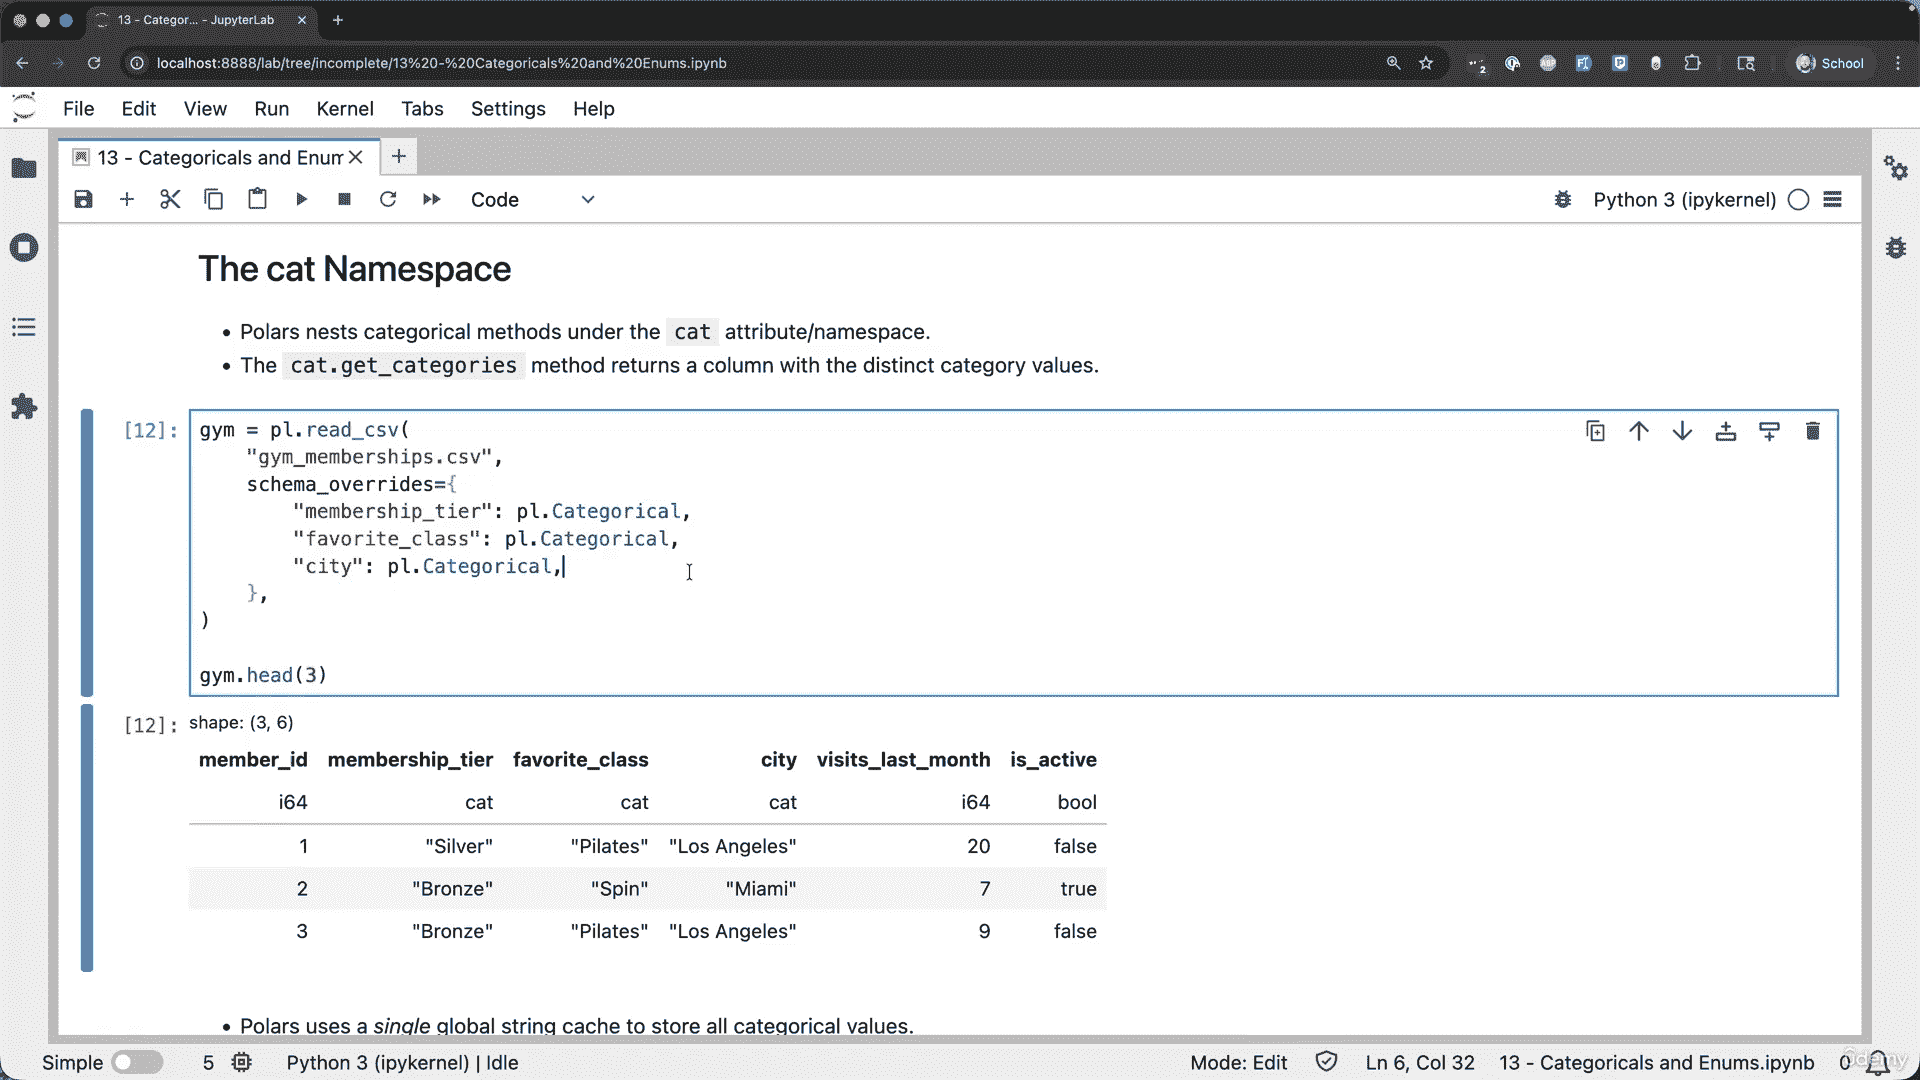 13 - Categor... - JupyterLab
localhost:8888/lab/tree/incomplete/13%20-%20Categoricals%20and%20Enums.ipynb
2
ABP
School
File Edit View Run Kernel Tabs Settings Help
13 - Categoricals and Enum
Code
Python 3 (ipykernel)
The cat Namespace
• Polars nests categorical methods under the cat attribute/namespace.
• The cat.get_categories method returns a column with the distinct category values.
[12]: gym = pl.read_csv(
"gym_memberships.csv",
schema_overrides={
"membership_tier": pl.Categorical,
"favorite_class": pl.Categorical,
"city": pl.Categorical,
},
)
gym.head(3)
[12]: shape: (3, 6)
member_id membership_tier favorite_class city visits_last_month is_active
i64 cat cat cat i64 bool
1 "Silver" "Pilates" "Los Angeles" 20 false
2 "Bronze" "Spin" "Miami" 7 true
3 "Bronze" "Pilates" "Los Angeles" 9 false
• Polars uses a single global string cache to store all categorical values.
Simple 5 Python 3 (ipykernel) | Idle Mode: Edit Ln 6, Col 32 13 - Categoricals and Enums.ipynb 0
udemy